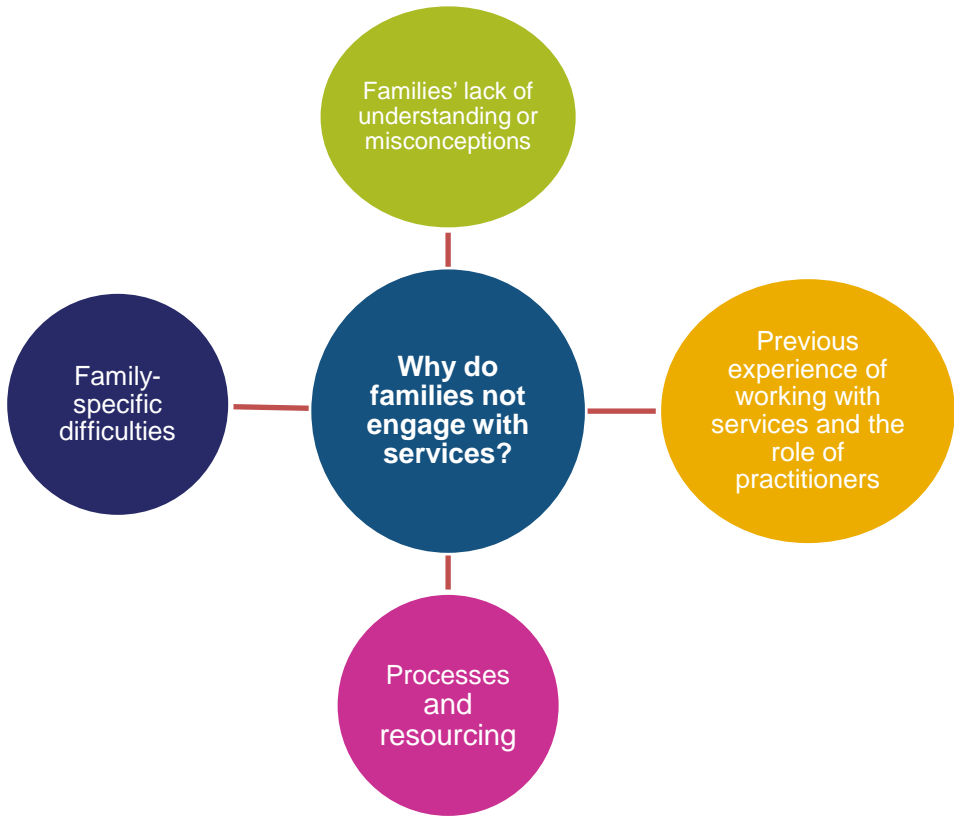 Families' lack of
understanding or
misconceptions
Family-
specific
difficulties
Why do
families not
engage with
services?
Previous
experience of
working with
services and the
role of
practitioners
Processes
and
resourcing